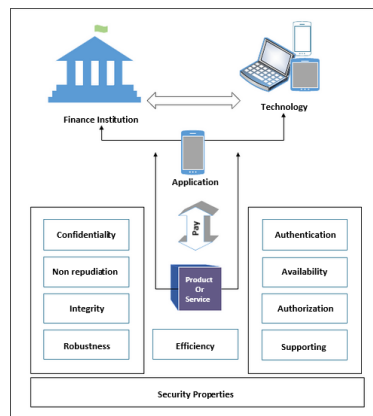 Finance Institution
Technology
Application
Pay
Confidentiality
Non repudiation
Integrity
Robustness
Product
Or
Service
Efficiency
Authentication
Availability
Authorization
Supporting
Security Properties